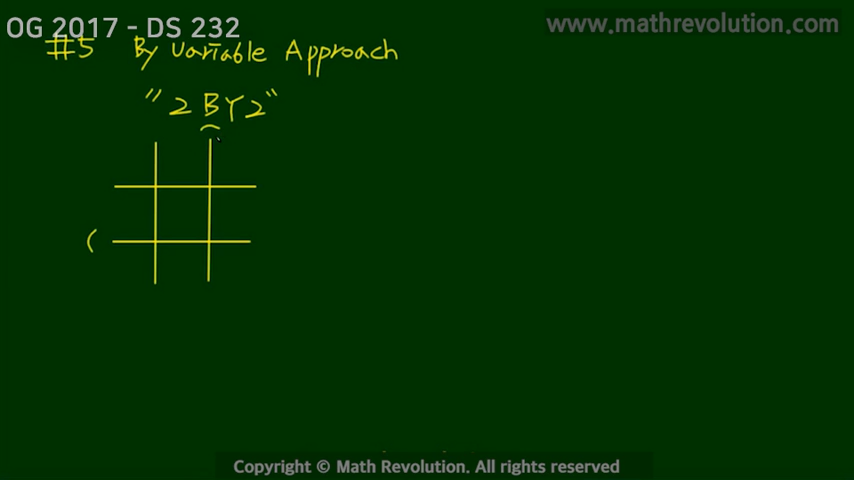 OG 2017 - DS 232
www.mathrevolution.com
#5 By Variable Approach
"2 BY 2"
(
Copyright © Math Revolution. All rights reserved